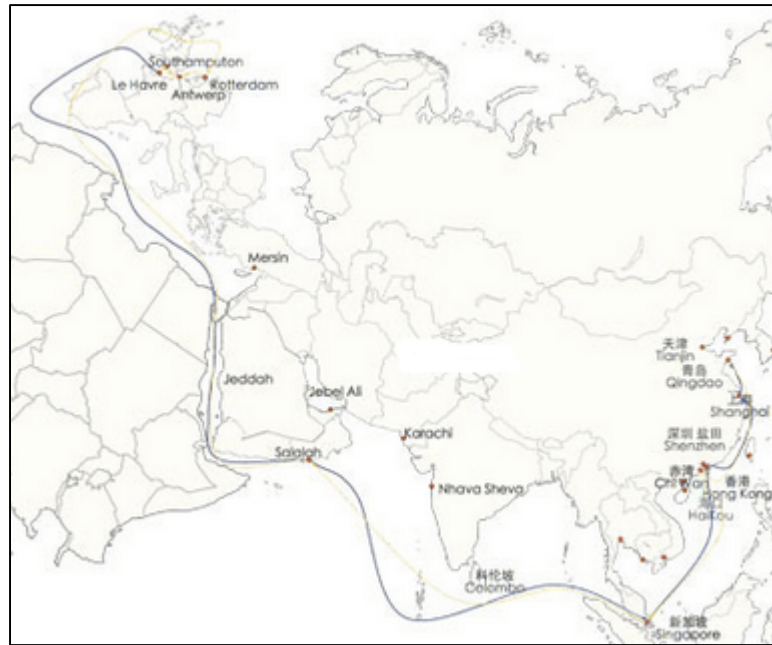 Southamputon
Le Havre
Rotterdam
Antwerp
Mersin
天津
Tianjin
青岛
Qingdao
Jeddah
Jebel Ali
上海
Shanghai
Karachi
深圳 盐田
Shenzhen
Salalah
赤湾
Chi Wan
香港
Hong Kong
Nhava Sheva
HaiKou
科伦坡
Colombo
新加坡
Singapore